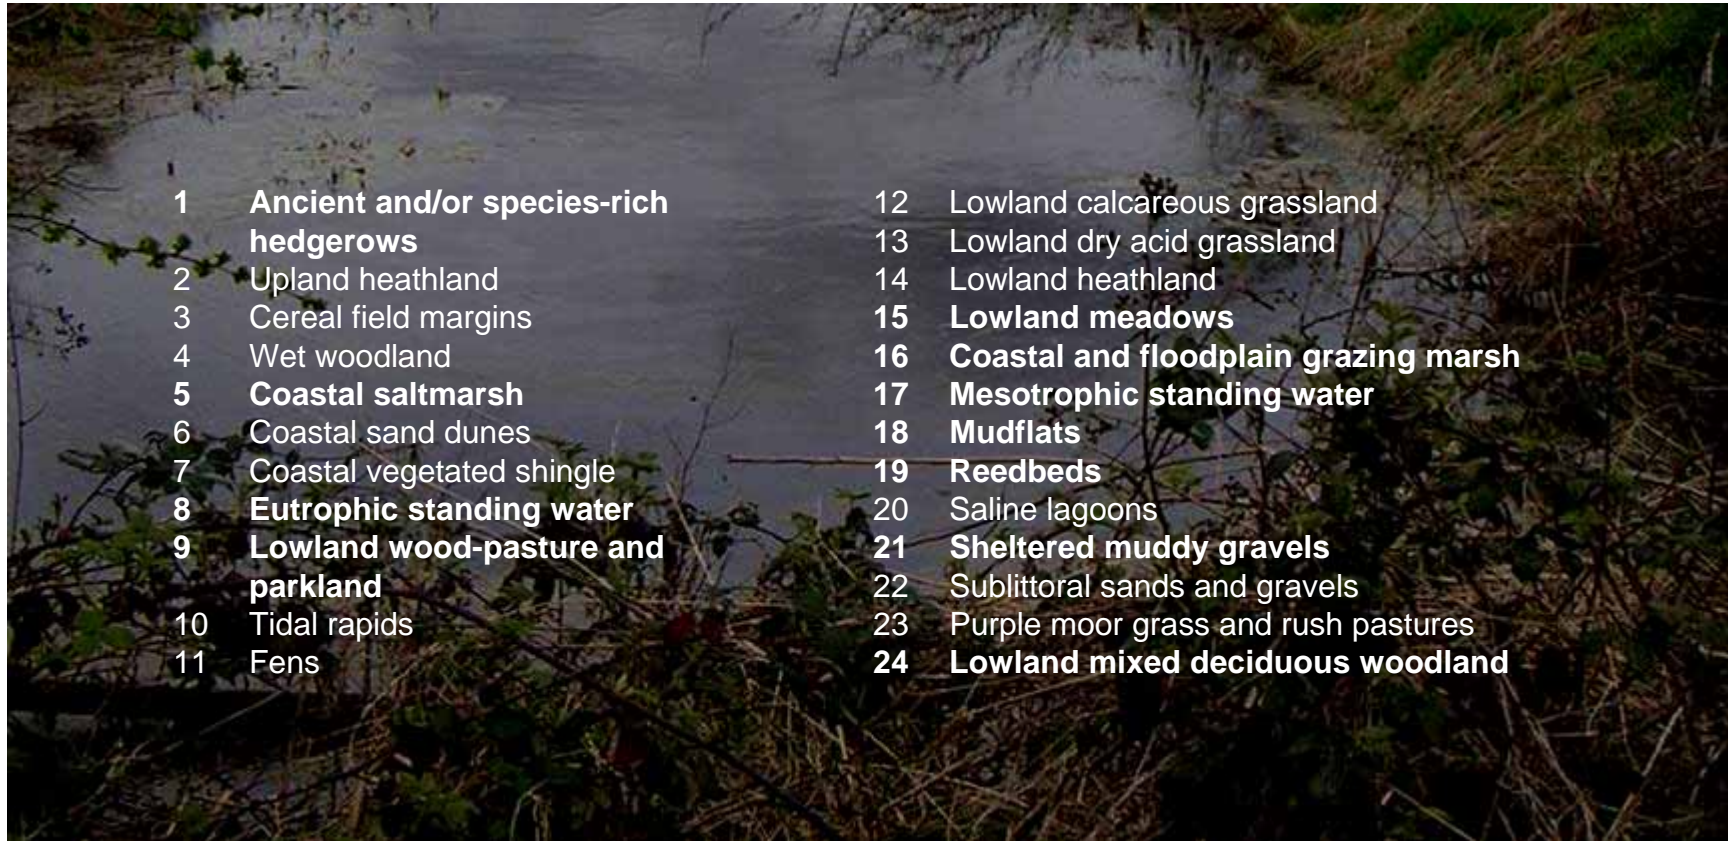 1 Ancient and/or species-rich
hedgerows
2 Upland heathland
3 Cereal field margins
4 Wet woodland
5 Coastal saltmarsh
6 Coastal sand dunes
7 Coastal vegetated shingle
8 Eutrophic standing water
9 Lowland wood-pasture and
parkland
10 Tidal rapids
11 Fens
12 Lowland calcareous grassland
13 Lowland dry acid grassland
14 Lowland heathland
15 Lowland meadows
16 Coastal and floodplain grazing marsh
17 Mesotrophic standing water
18 Mudflats
19 Reedbeds
20 Saline lagoons
21 Sheltered muddy gravels
22 Sublittoral sands and gravels
23 Purple moor grass and rush pastures
24 Lowland mixed deciduous woodland